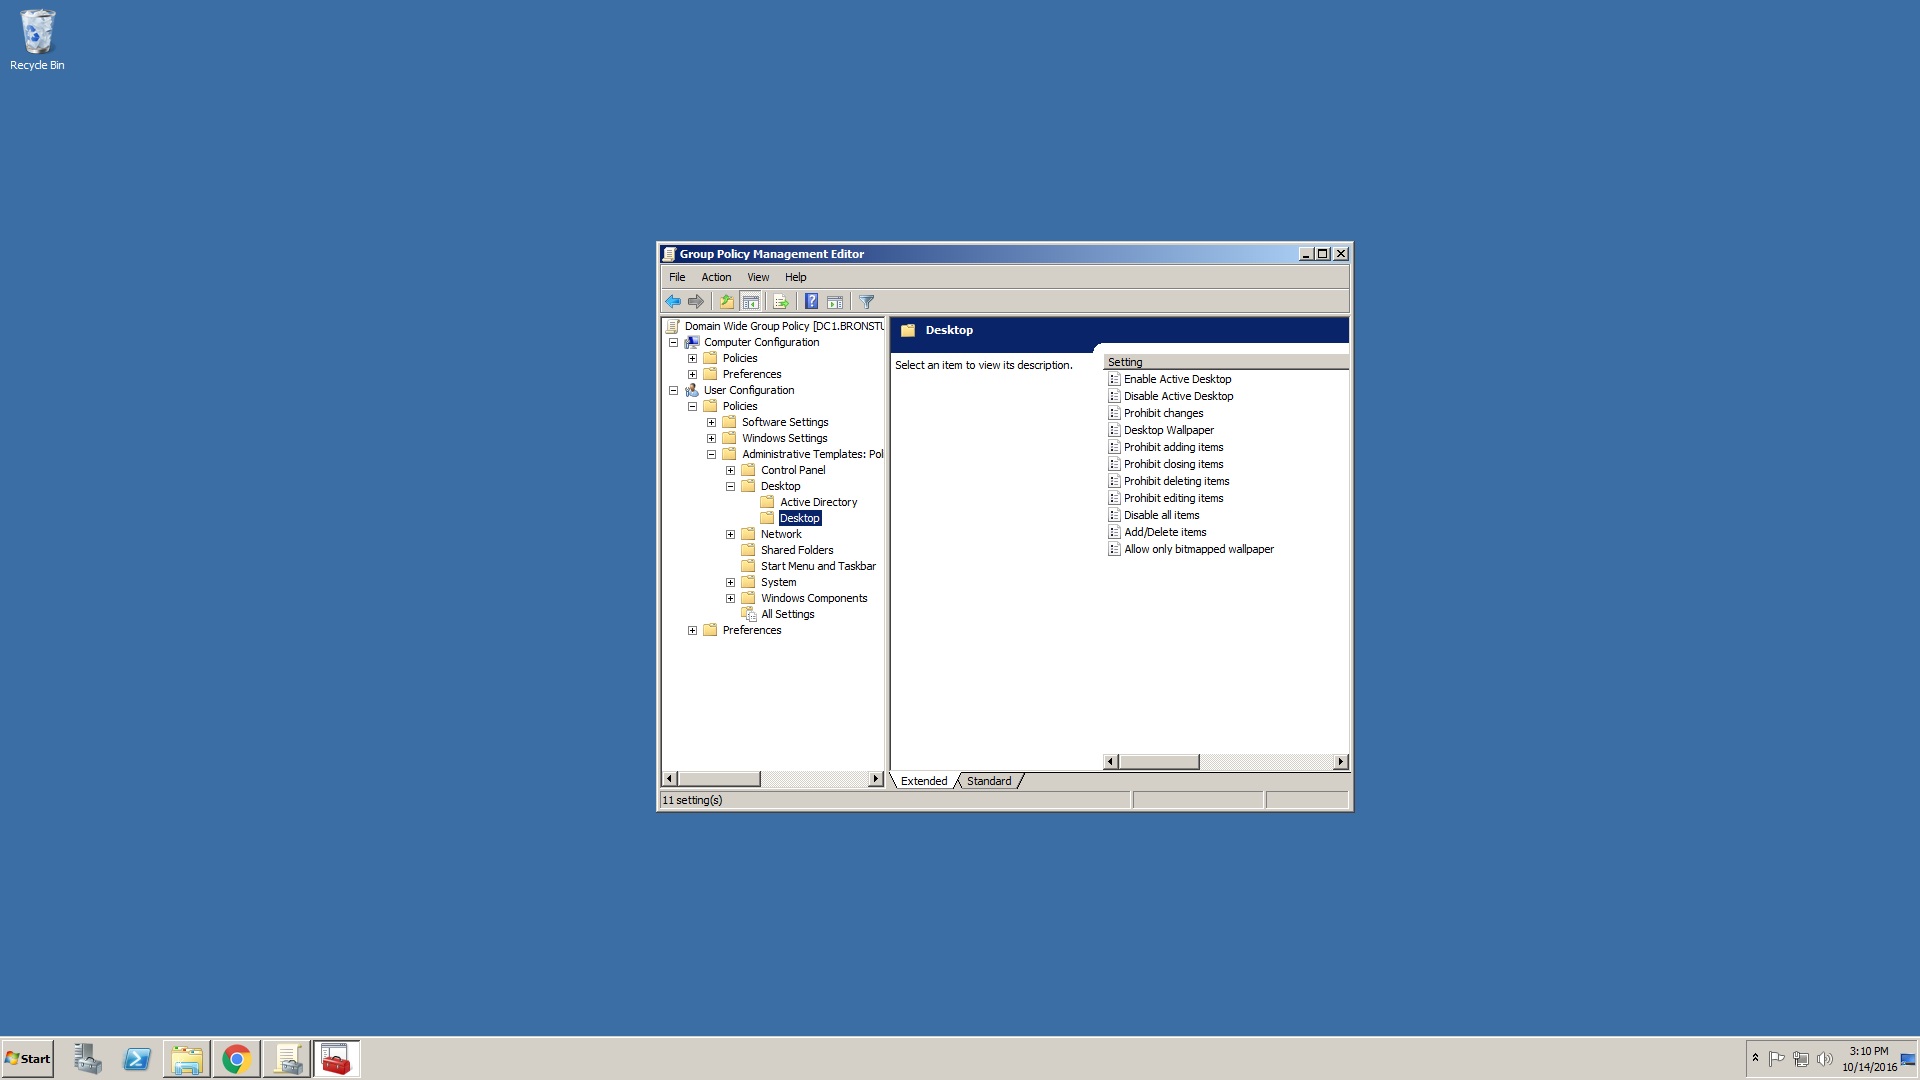 Recycle Bin
Group Policy Management Editor
File Action View Help
Domain Wide Group Policy [DC1.BRONSTU
Computer Configuration
Policies
Preferences
User Configuration
Policies
Software Settings
Windows Settings
Administrative Templates: Pol
Control Panel
Desktop
Active Directory
Desktop
Network
Shared Folders
Start Menu and Taskbar
System
Windows Components
All Settings
Preferences
Desktop
Select an item to view its description.
Setting
Enable Active Desktop
Disable Active Desktop
Prohibit changes
Desktop Wallpaper
Prohibit adding items
Prohibit closing items
Prohibit deleting items
Prohibit editing items
Disable all items
Add/Delete items
Allow only bitmapped wallpaper
Extended Standard
11 setting(s)
Start
3:10 PM
10/14/2016